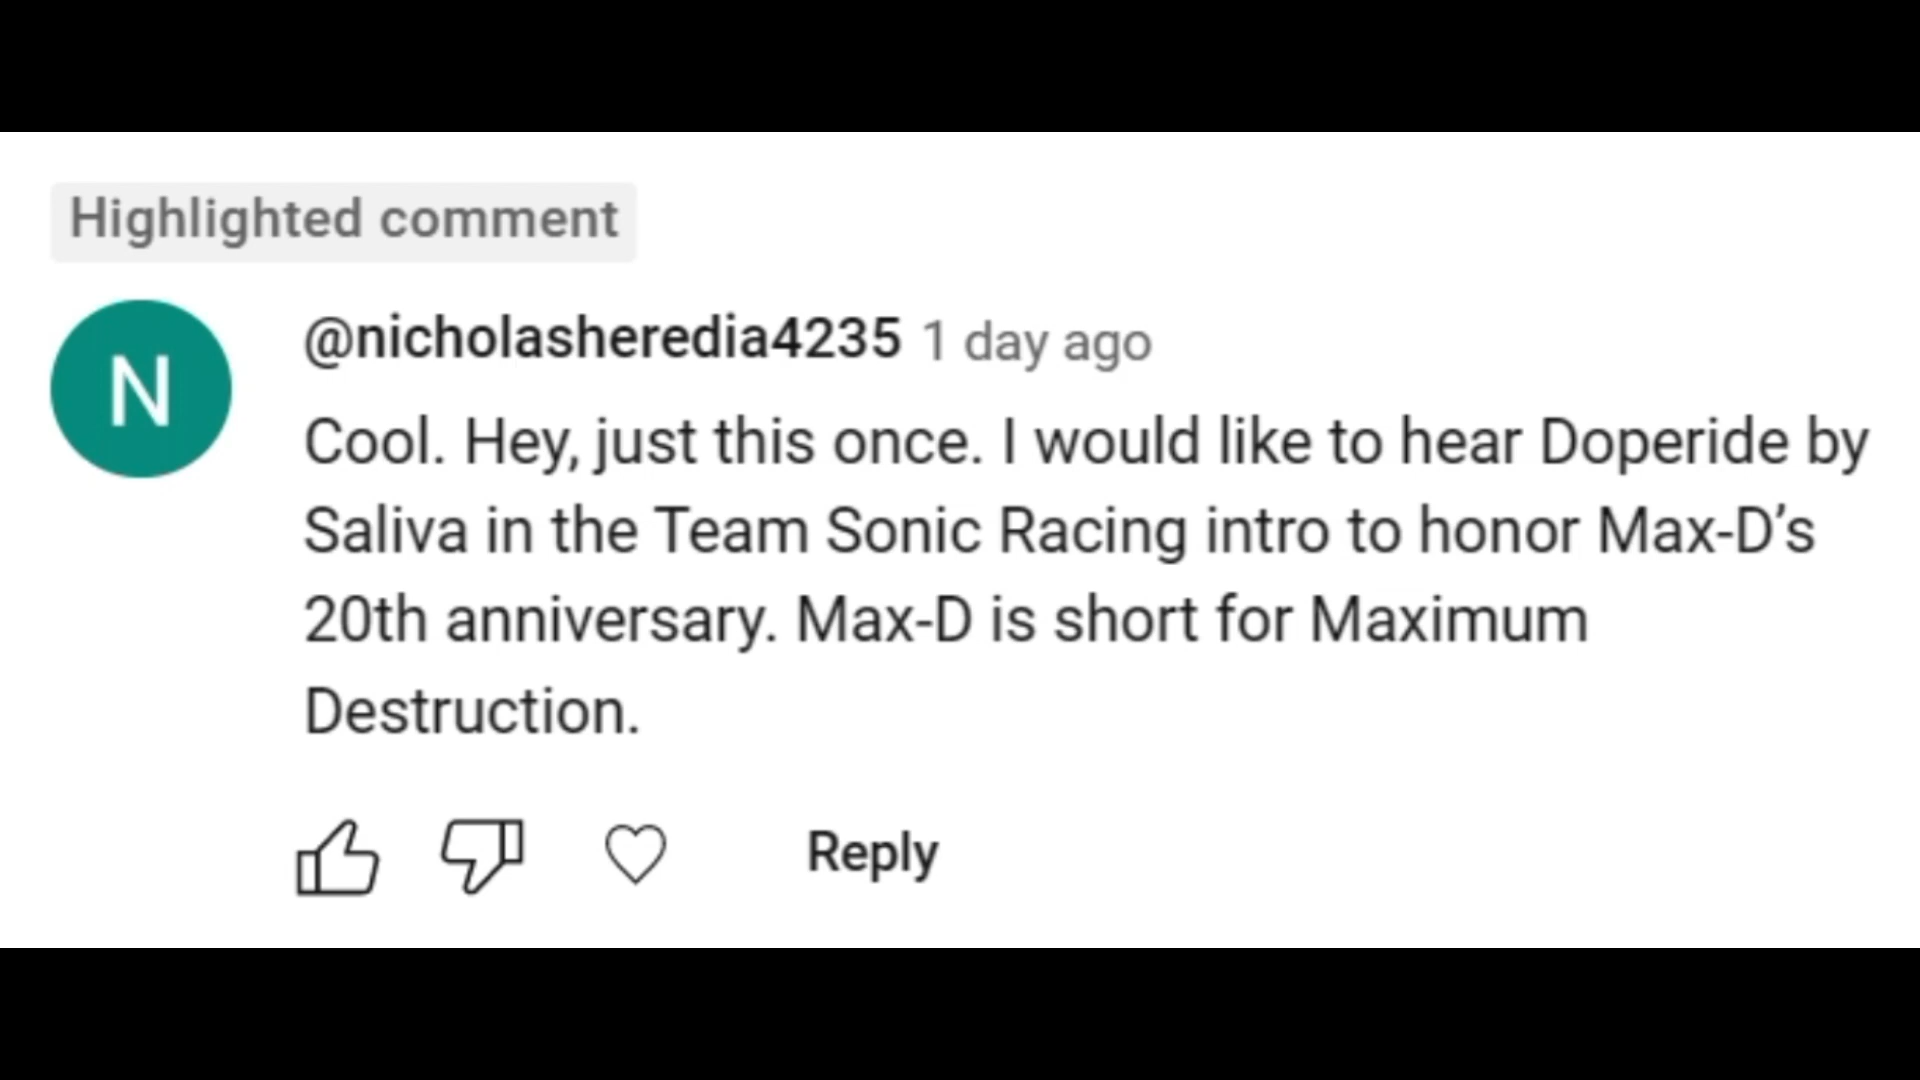 Highlighted comment
N
@nicholasheredia4235 1 day ago
Cool. Hey, just this once. I would like to hear Doperide by
Saliva in the Team Sonic Racing intro to honor Max-D’s
20th anniversary. Max-D is short for Maximum
Destruction.
Reply